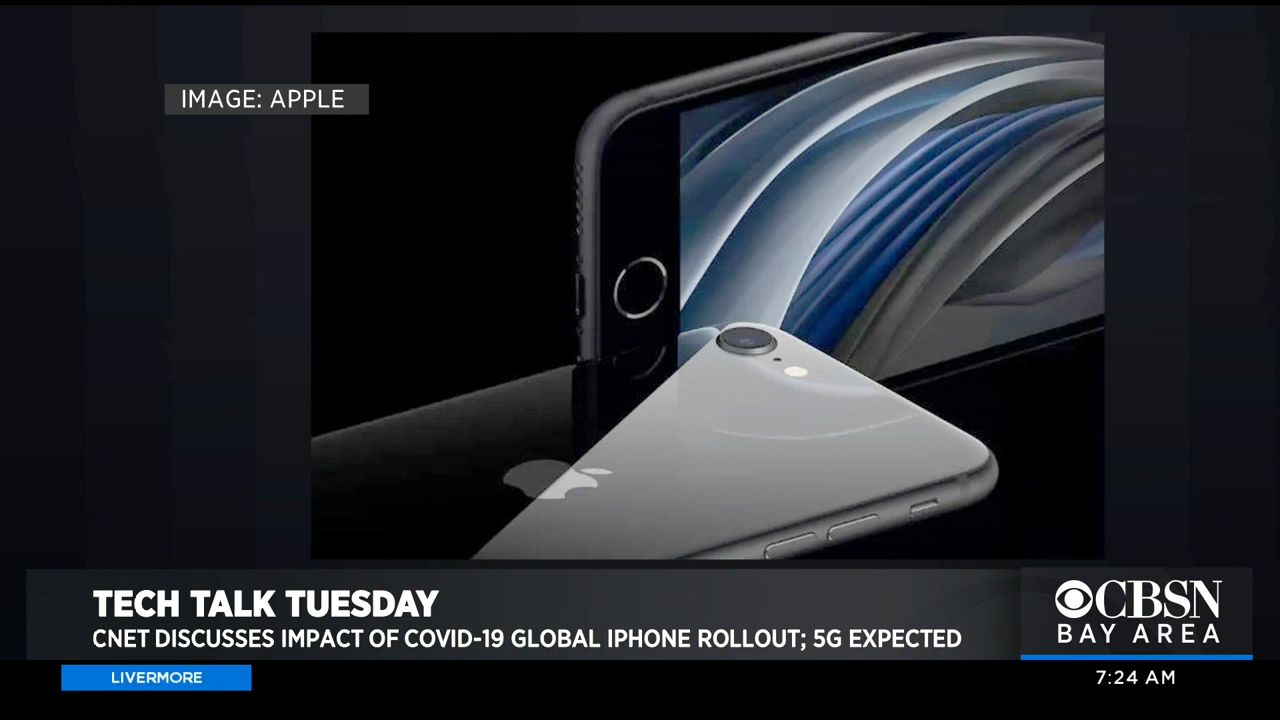 IMAGE: APPLE
TECH TALK TUESDAY
CNET DISCUSSES IMPACT OF COVID-19 GLOBAL IPHONE ROLLOUT; 5G EXPECTED
CBSN
BAY AREA
LIVERMORE
7:24 AM